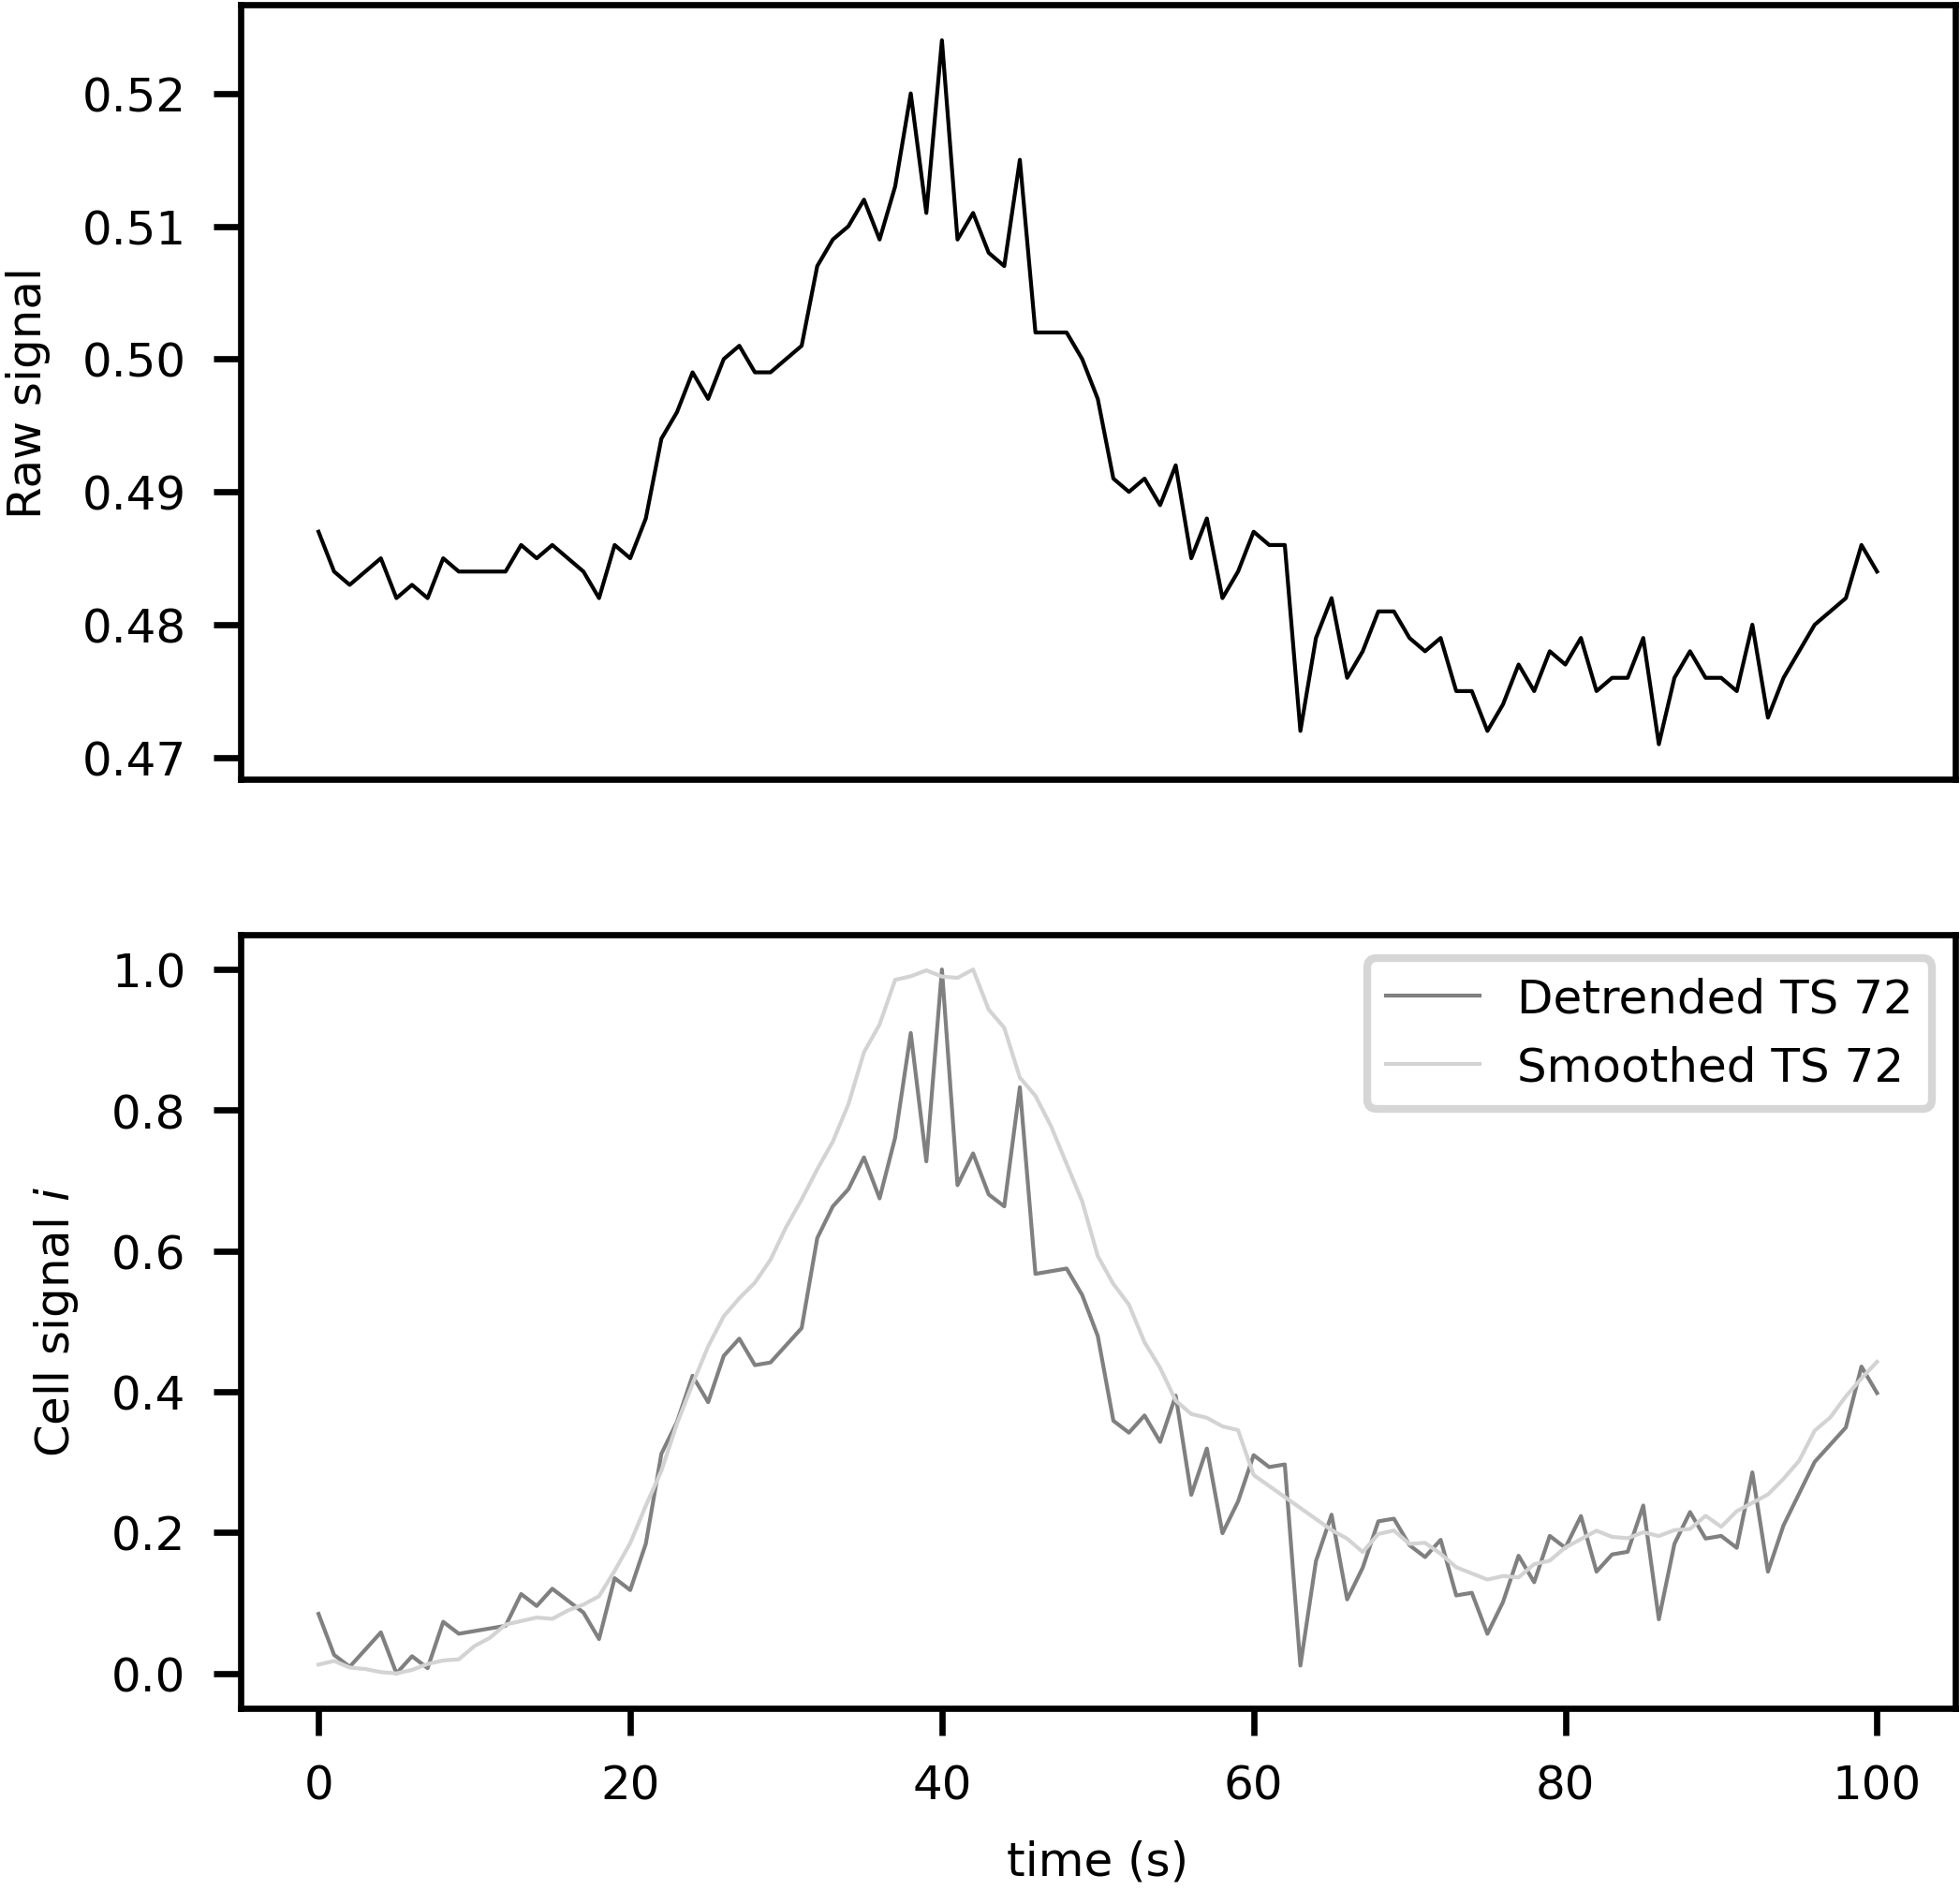 0.52
0.51
0.50
0.49
0.48
0.47
Raw signal
1.0
0.8
0.6
0.4
0.2
0.0
Cell signal i
Detrended TS 72
Smoothed TS 72
0 20 40 60 80 100
time (s)